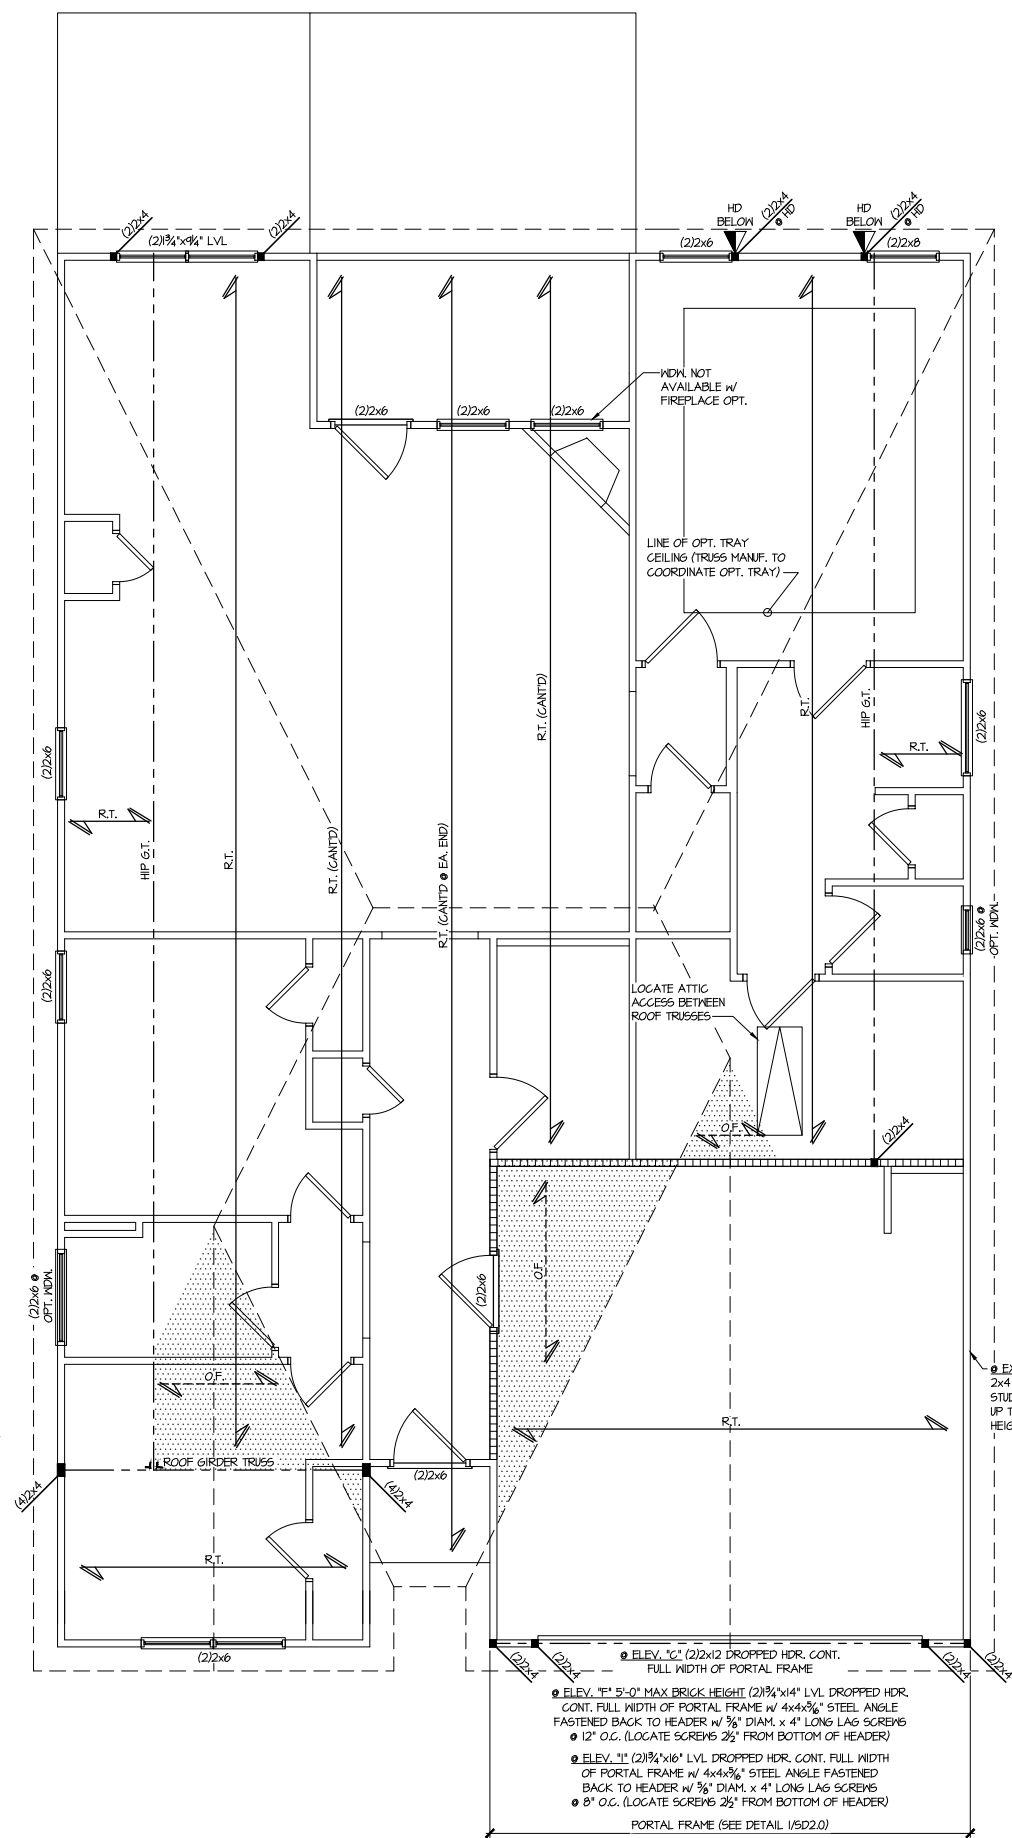 (2)2x4
(2)2x4
(2)1¾"x9¼" LVL
HD
BELOW
(2)2x4
@ HD
HD
BELOW
(2)2x4
@ HD
(2)2x6
(2)2x8
WDW. NOT
AVAILABLE w/
FIREPLACE OPT.
(2)2x6
(2)2x6
(2)2x6
LINE OF OPT. TRAY
CEILING (TRUSS MANUF. TO
COORDINATE OPT. TRAY)
R.T. (CANT'D)
R.T.
HIP G.T.
(2)2x6
R.T.
(2)2x6
R.T.
HIP G.T.
R.T.
R.T. (CANT'D)
R.T. (CANT'D @ EA. END)
(2)2x6 @
OPT. WDW.
(2)2x6
LOCATE ATTIC
ACCESS BETWEEN
ROOF TRUSSES
O.F.
(2)2x4
(2)2x6 @
OPT. WDW.
O.F.
(2)2x6
O.F.
@ EX
2x4
STUD
UP T
HEIG
R.T.
ROOF GIRDER TRUSS
(4)2x4
(4)2x4
(2)2x6
R.T.
(2)2x6
(2)2x4
(2)2x4
(2)2x4
(2)2x4
@ ELEV. "C" (2)2x12 DROPPED HDR. CONT.
FULL WIDTH OF PORTAL FRAME
@ ELEV. "F" 5'-0" MAX BRICK HEIGHT (2)1¾"x14" LVL DROPPED HDR.
CONT. FULL WIDTH OF PORTAL FRAME w/ 4x4x5/16" STEEL ANGLE
FASTENED BACK TO HEADER w/ 5/8" DIAM. x 4" LONG LAG SCREWS
@ 12" O.C. (LOCATE SCREWS 2½" FROM BOTTOM OF HEADER)
@ ELEV. "I" (2)1¾"x16" LVL DROPPED HDR. CONT. FULL WIDTH
OF PORTAL FRAME w/ 4x4x5/16" STEEL ANGLE FASTENED
BACK TO HEADER w/ 5/8" DIAM. x 4" LONG LAG SCREWS
@ 8" O.C. (LOCATE SCREWS 2½" FROM BOTTOM OF HEADER)
PORTAL FRAME (SEE DETAIL 1/SD2.0)